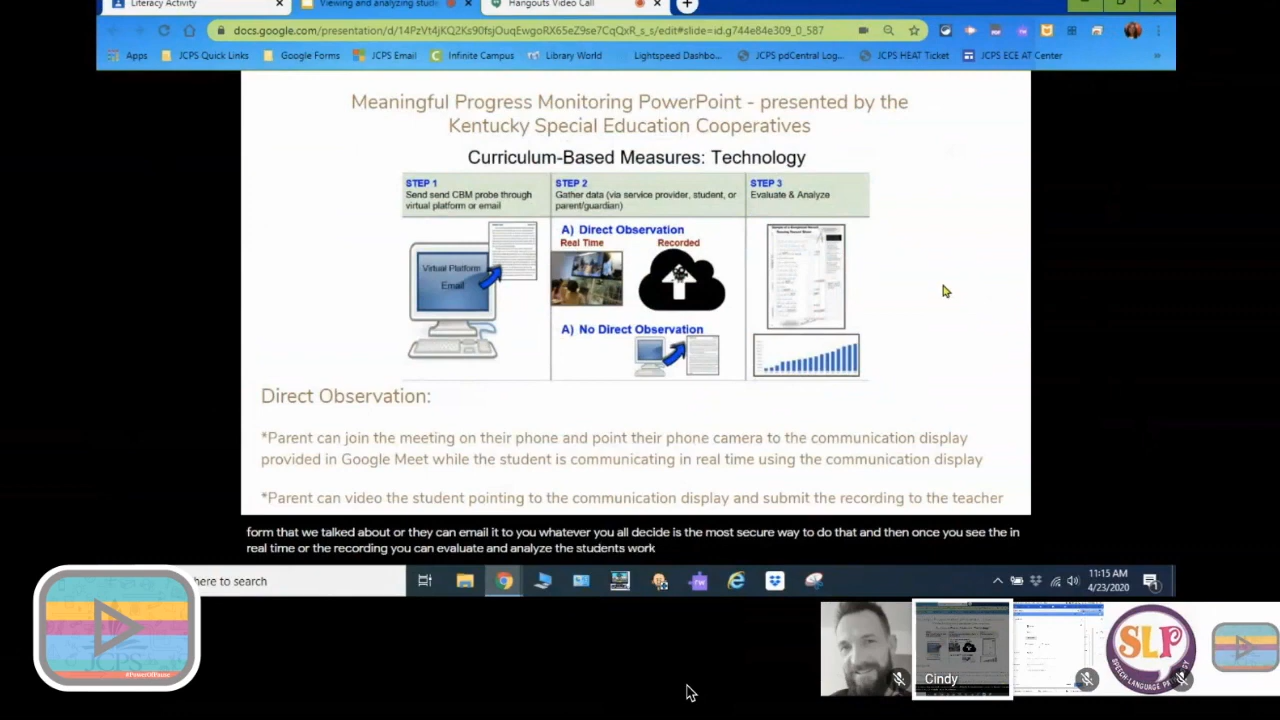 Literacy Activity
Viewing and analyzing stude
Hangouts Video Call
docs.google.com/presentation/d/14PzVt4jKQ2Ks90fsjOuqEwgoRX65eZ9se7CqQxR_s_s/edit#slide=id.g744e84e309_0_587
Apps
JCPS Quick Links
Google Forms
JCPS Email
Infinite Campus
Library World
Lightspeed Dashbo...
JCPS pdCentral Log...
JCPS HEAT Ticket
JCPS ECE AT Center
Meaningful Progress Monitoring PowerPoint - presented by the
Kentucky Special Education Cooperatives
Curriculum-Based Measures: Technology
STEP 1
Send send CBM probe through
virtual platform or email
STEP 2
Gather data (via service provider, student, or
parent/guardian)
STEP 3
Evaluate & Analyze
Virtual Platform
Email
A) Direct Observation
Real Time
Recorded
A) No Direct Observation
Direct Observation:
*Parent can join the meeting on their phone and point their phone camera to the communication display
provided in Google Meet while the student is communicating in real time using the communication display
*Parent can video the student pointing to the communication display and submit the recording to the teacher
form that we talked about or they can email it to you whatever you all decide is the most secure way to do that and then once you see the in
real time or the recording you can evaluate and analyze the students work
here to search
rw
11:15 AM
4/23/2020
1
JCPS
#PowerOfPause
Cindy
SLP